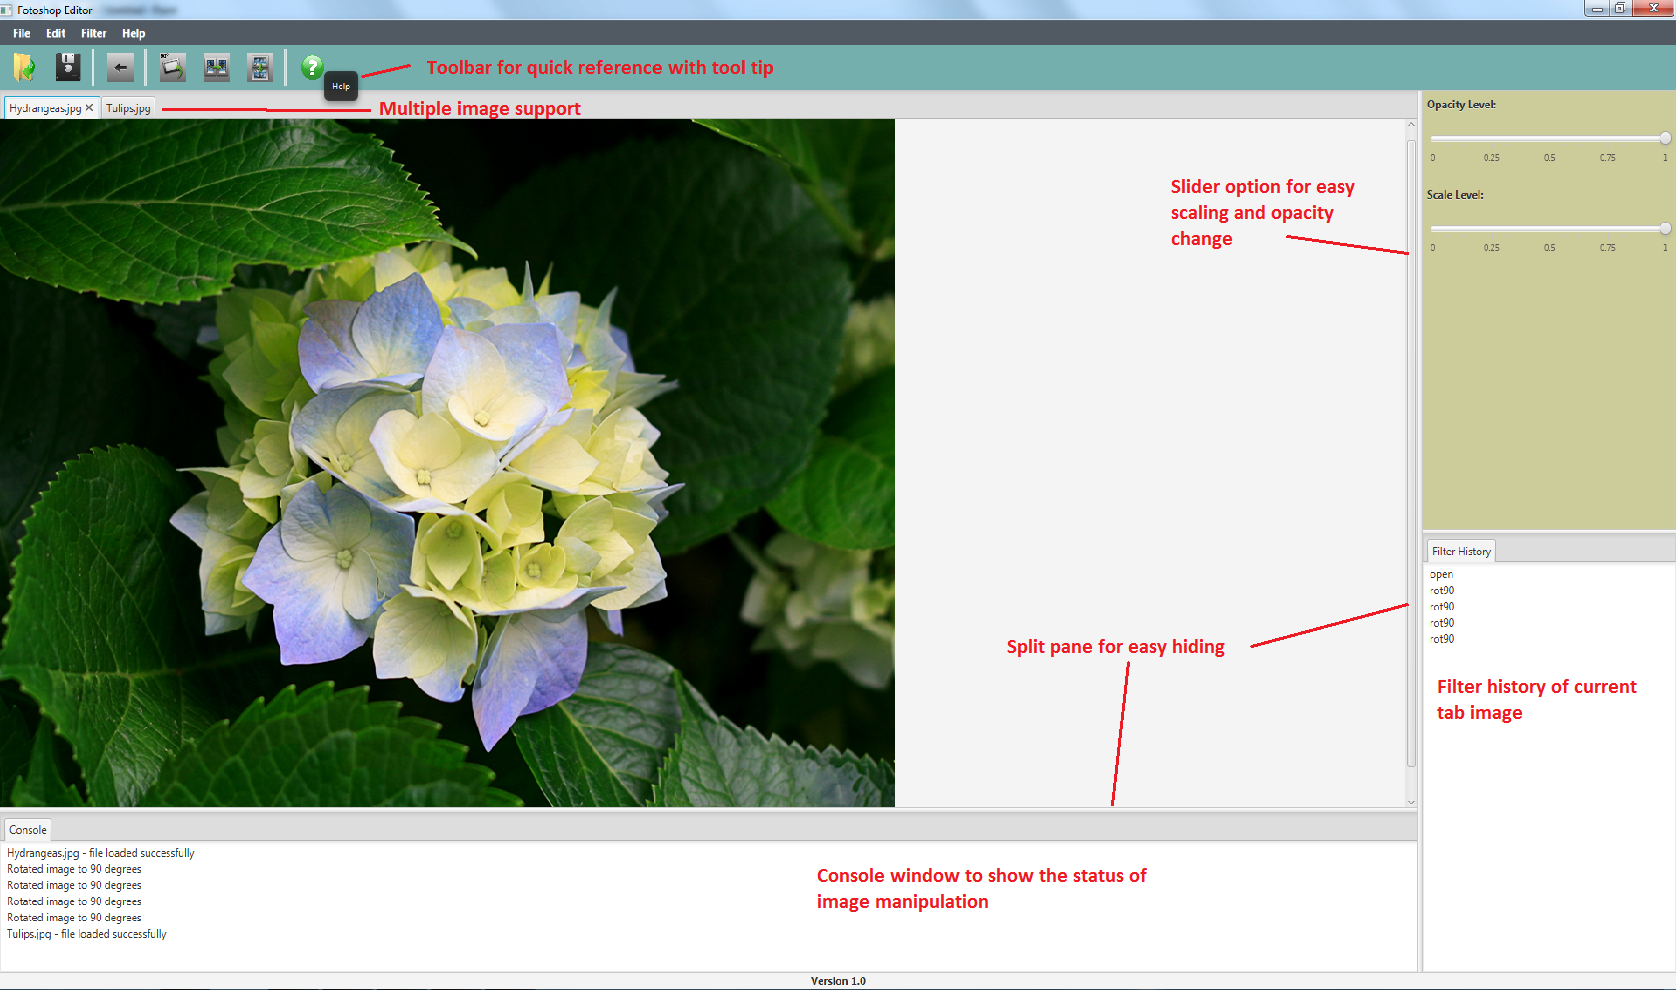 Fotoshop Editor
File Edit Filter Help
Help
Toolbar for quick reference with tool tip
Hydrangeas.jpg
Tulips.jpg
Multiple image support
Opacity Level:
0 0.25 0.5 0.75 1
Scale Level:
0 0.25 0.5 0.75 1
Slider option for easy
scaling and opacity
change
Split pane for easy hiding
Filter History
open
rot90
rot90
rot90
rot90
Filter history of current
tab image
Console
Hydrangeas.jpg - file loaded successfully
Rotated image to 90 degrees
Rotated image to 90 degrees
Rotated image to 90 degrees
Rotated image to 90 degrees
Tulips.jpg - file loaded successfully
Console window to show the status of
image manipulation
Version 1.0